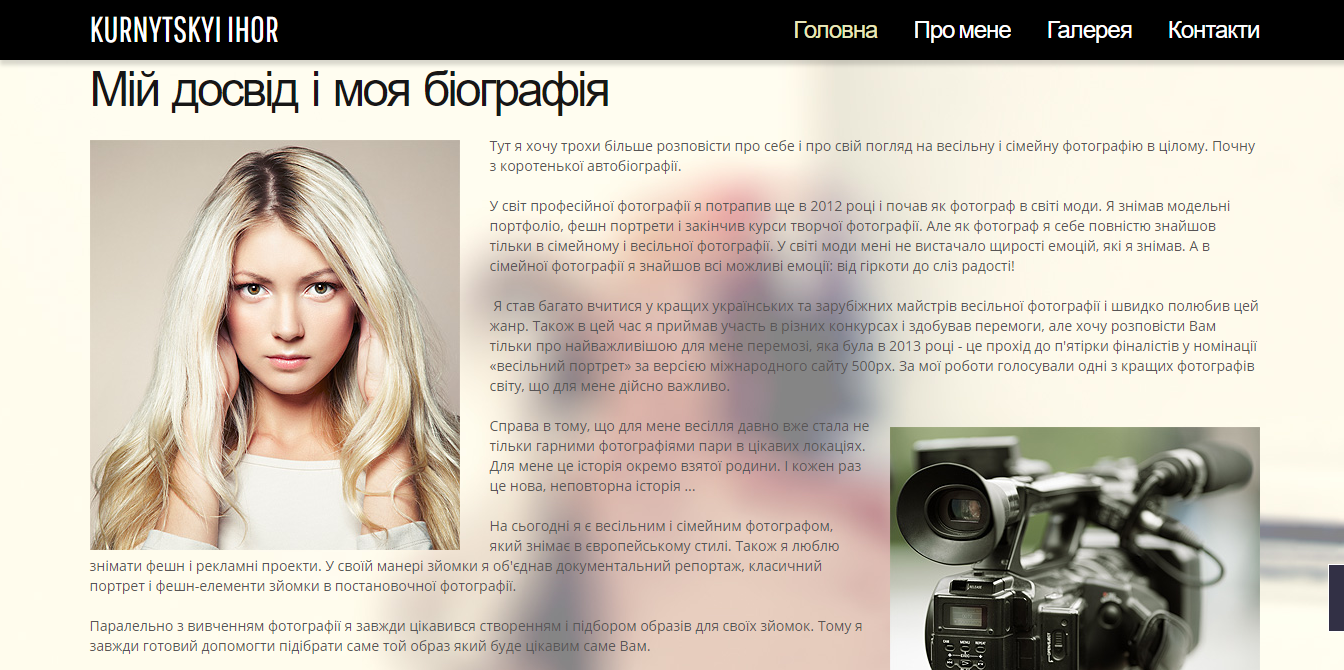 KURNYTSKYI IHOR
Головна Про мене Галерея Контакти
Мій досвід і моя біографія
Тут я хочу трохи більше розповісти про себе і про свій погляд на весільну і сімейну фотографію в цілому. Почну
з коротенької автобіографії.
У світ професійної фотографії я потрапив ще в 2012 році і почав як фотограф в світі моди. Я знімав модельні
портфоліо, фешн портрети і закінчив курси творчої фотографії. Але як фотограф я себе повністю знайшов
тільки в сімейному і весільної фотографії. У світі моди мені не вистачало щирості емоцій, які я знімав. А в
сімейної фотографії я знайшов всі можливі емоції: від гіркоти до сліз радості!
Я став багато вчитися у кращих українських та зарубіжних майстрів весільної фотографії і швидко полюбив цей
жанр. Також в цей час я приймав участь в різних конкурсах і здобував перемоги, але хочу розповісти Вам
тільки про найважливішою для мене перемозі, яка була в 2013 році - це прохід до п'ятірки фіналістів у номінації
«весільний портрет» за версією міжнародного сайту 500px. За мої роботи голосували одні з кращих фотографів
світу, що для мене дійсно важливо.
Справа в тому, що для мене весілля давно вже стала не
тільки гарними фотографіями пари в цікавих локаціях.
Для мене це історія окремо взятої родини. І кожен раз
це нова, неповторна історія ...
На сьогодні я є весільним і сімейним фотографом,
який знімає в європейському стилі. Також я люблю
знімати фешн і рекламні проекти. У своїй манері зйомки я об'єднав документальний репортаж, класичний
портрет і фешн-елементи зйомки в постановочної фотографії.
Паралельно з вивченням фотографії я завжди цікавився створенням і підбором образів для своїх зйомок. Тому я
завжди готовий допомогти підібрати саме той образ який буде цікавим саме Вам.